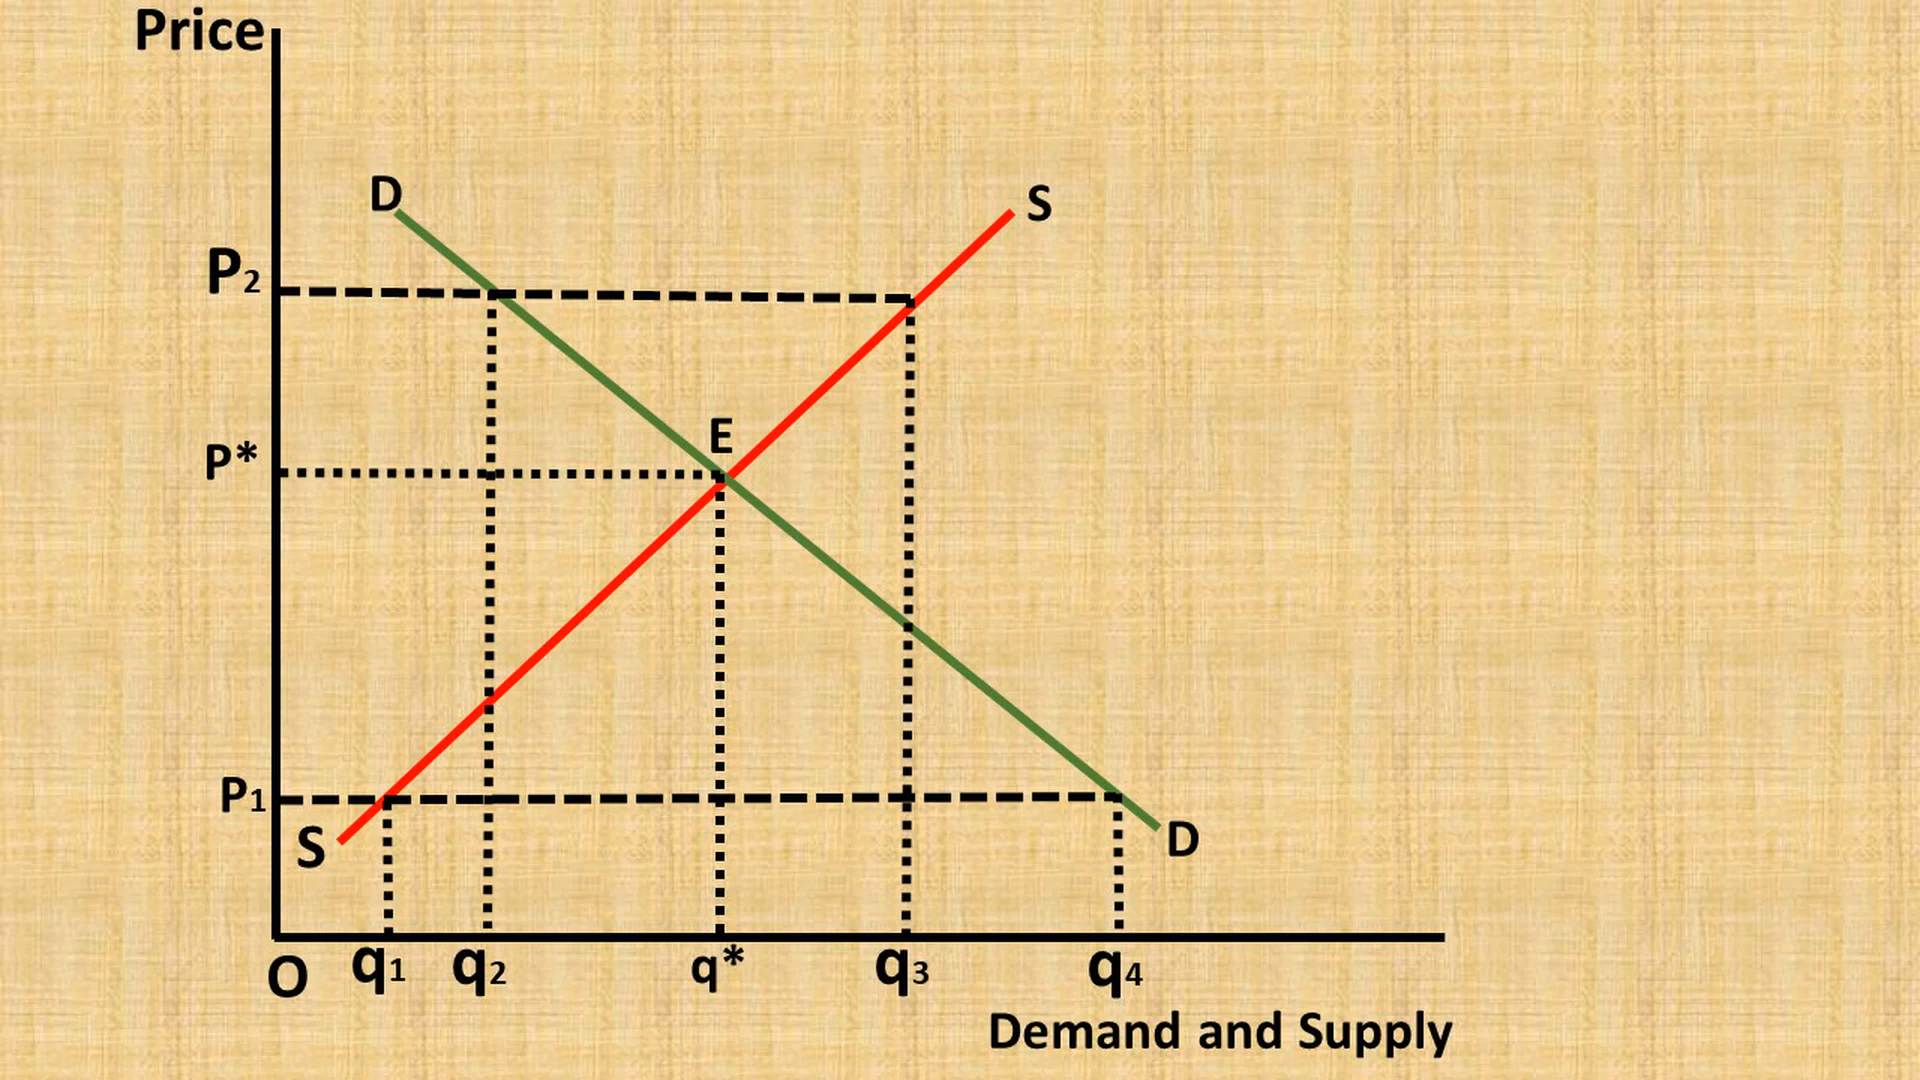 Price
D
S
P2
E
P*
P1
S
D
O q1 q2 q* q3 q4
Demand and Supply